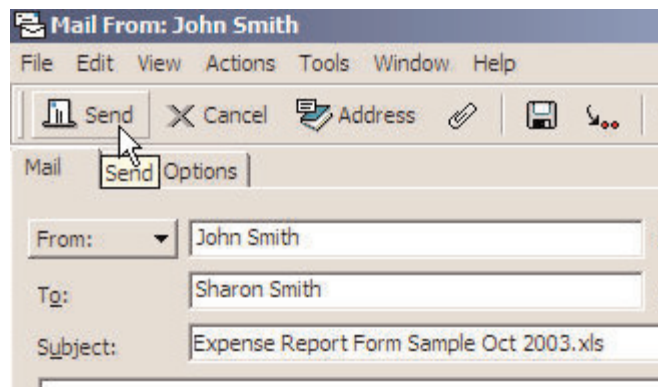 Mail From: John Smith
File Edit View Actions Tools Window Help
Send Cancel Address
Mail Send Options
From: John Smith
To: Sharon Smith
Subject: Expense Report Form Sample Oct 2003.xls